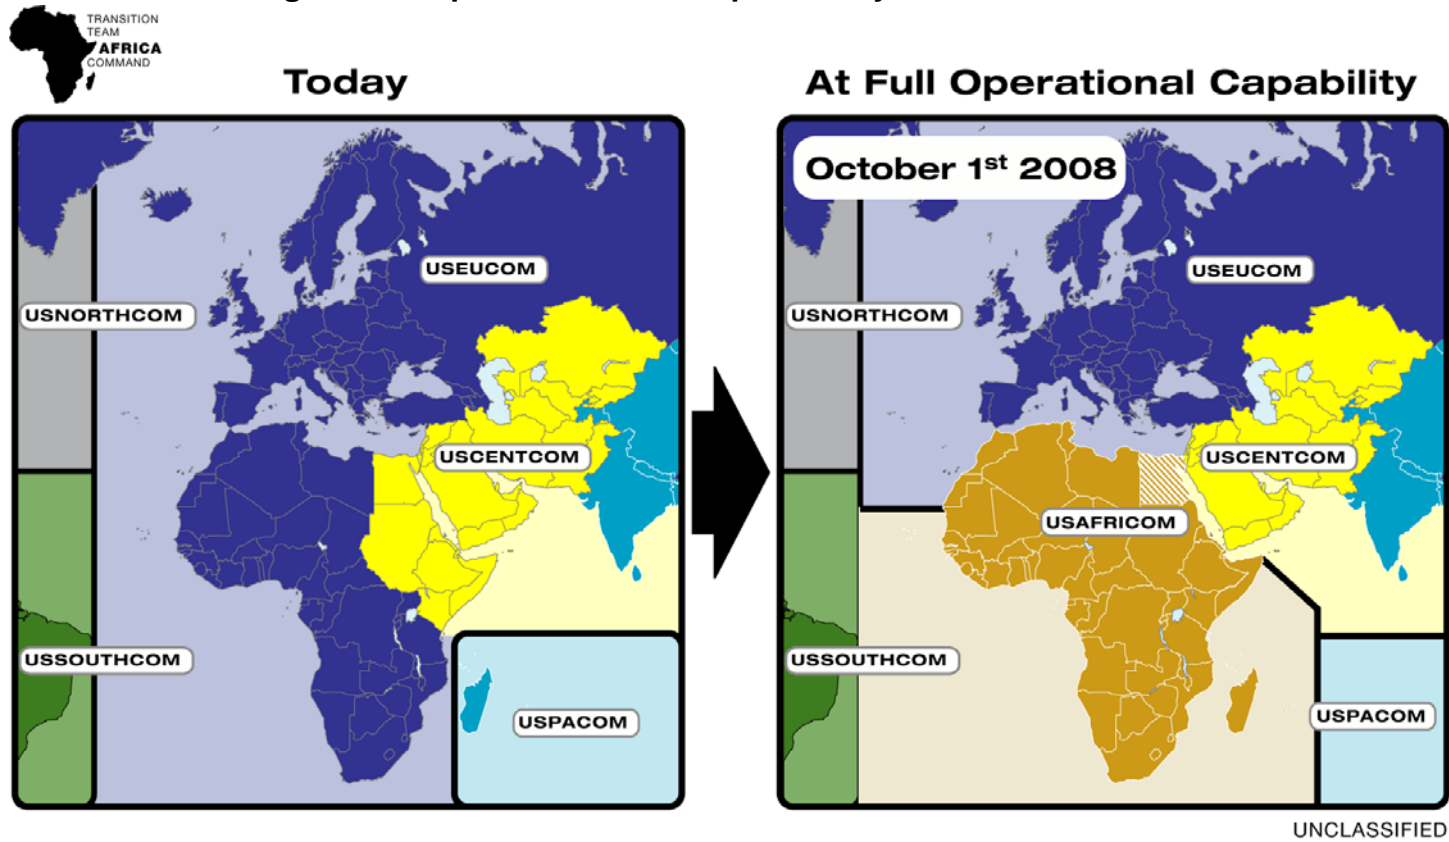 TRANSITION
TEAM
AFRICA
COMMAND
Today
USEUCOM
USNORTHCOM
USCENTCOM
USSOUTHCOM
USPACOM
At Full Operational Capability
October 1st 2008
USEUCOM
USNORTHCOM
USCENTCOM
USAFRICOM
USSOUTHCOM
USPACOM
UNCLASSIFIED